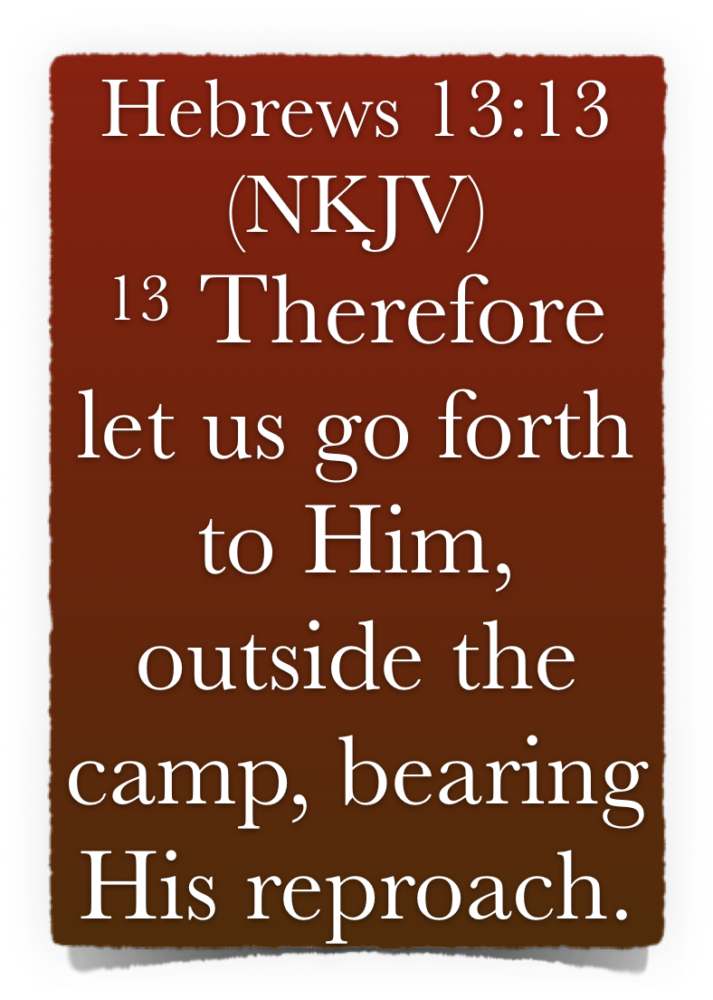 Hebrews 13:13
(NKJV)
13 Therefore
let us go forth
to Him,
outside the
camp, bearing
His reproach.